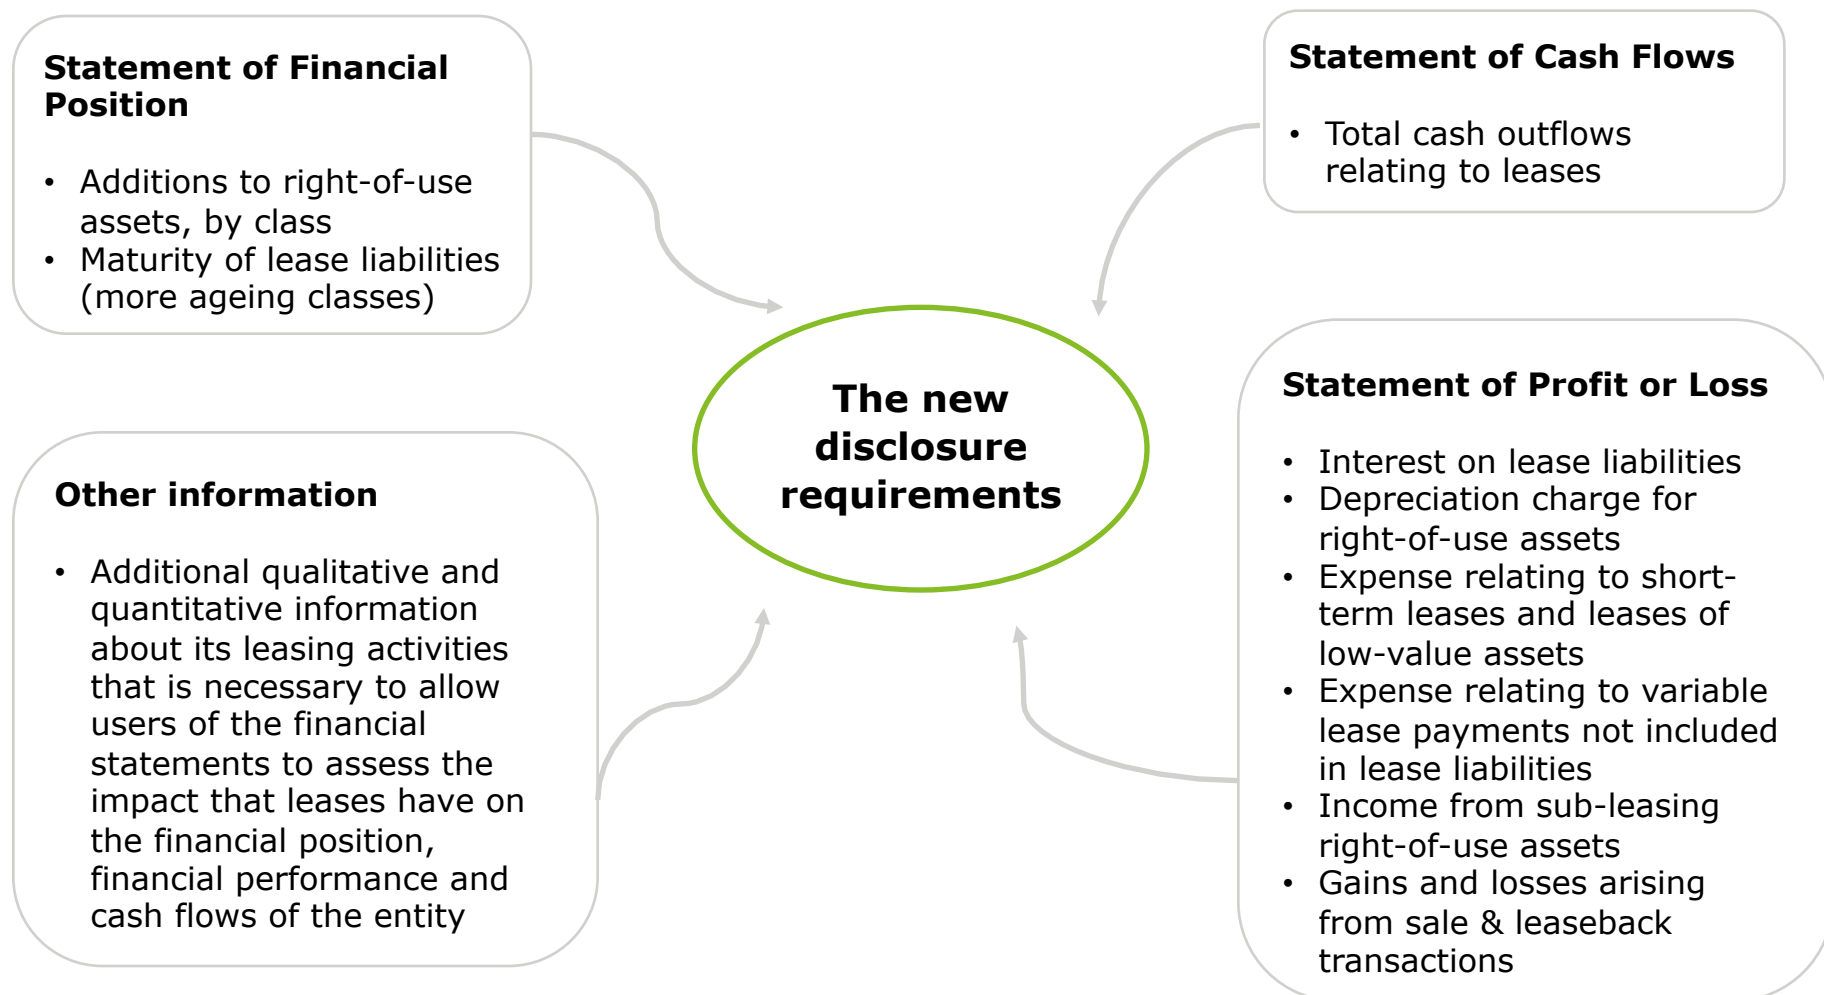 Statement of Financial
Position
• Additions to right-of-use
assets, by class
• Maturity of lease liabilities
(more ageing classes)
Statement of Cash Flows
• Total cash outflows
relating to leases
The new
disclosure
requirements
Other information
• Additional qualitative and
quantitative information
about its leasing activities
that is necessary to allow
users of the financial
statements to assess the
impact that leases have on
the financial position,
financial performance and
cash flows of the entity
Statement of Profit or Loss
• Interest on lease liabilities
• Depreciation charge for
right-of-use assets
• Expense relating to short-
term leases and leases of
low-value assets
• Expense relating to variable
lease payments not included
in lease liabilities
• Income from sub-leasing
right-of-use assets
• Gains and losses arising
from sale & leaseback
transactions